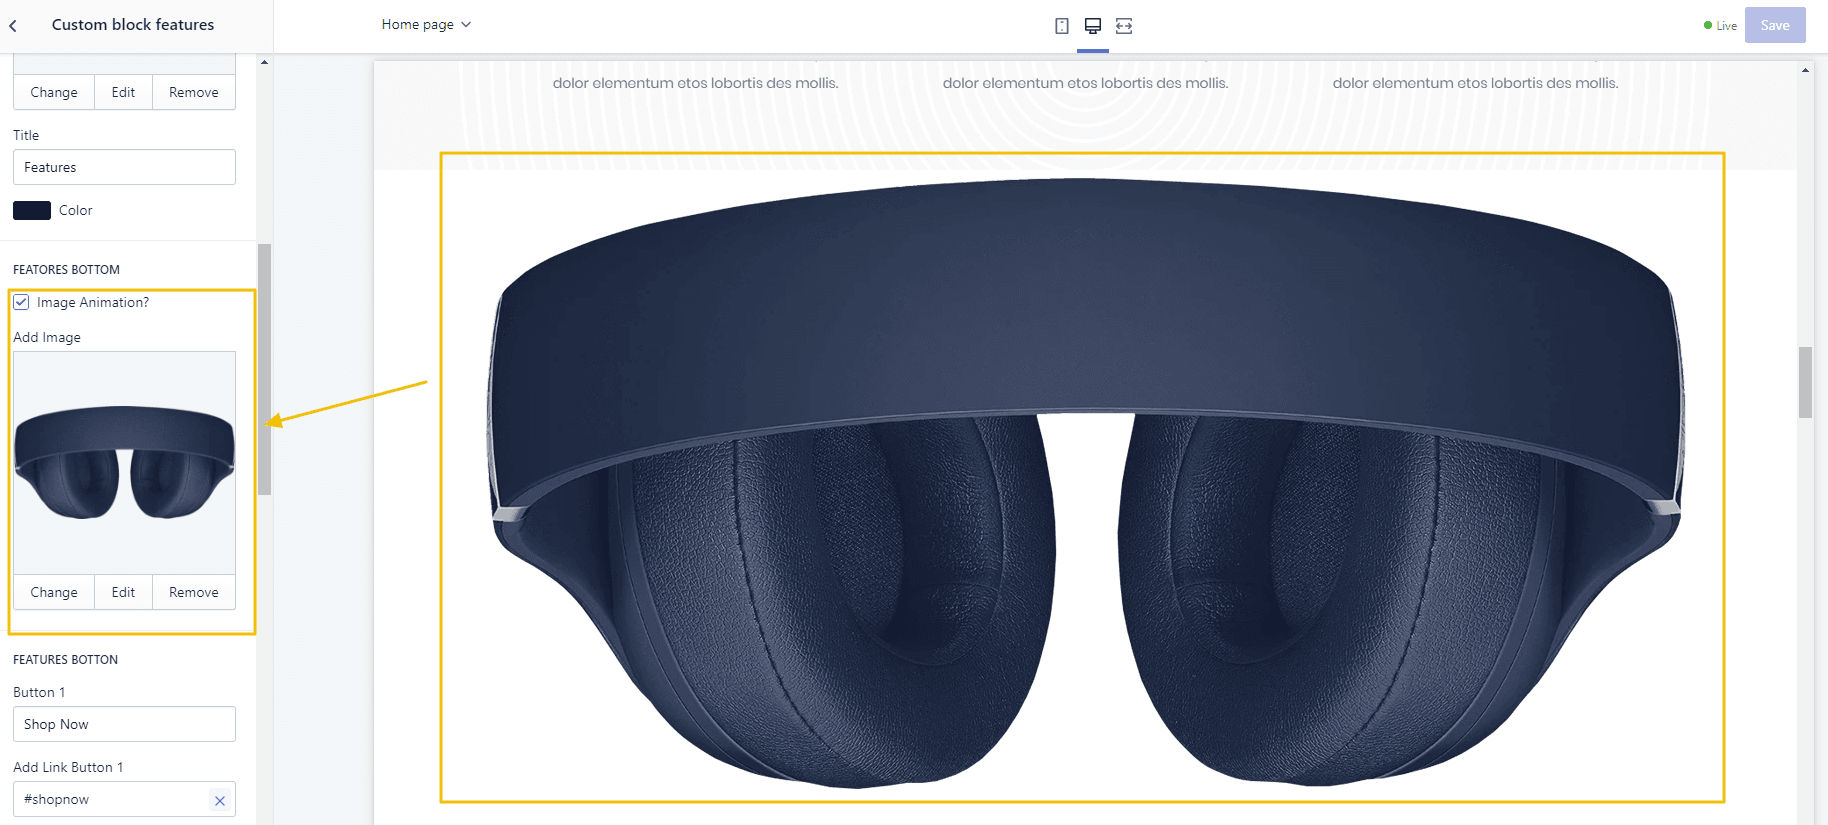 Custom block features
Home page
Live
Save
Change
Edit
Remove
Title
Features
Color
FEATORES BOTTOM
Image Animation?
Add Image
Change
Edit
Remove
FEATURES BOTTON
Button 1
Shop Now
Add Link Button 1
#shopnow
dolor elementum etos lobortis des mollis.
dolor elementum etos lobortis des mollis.
dolor elementum etos lobortis des mollis.